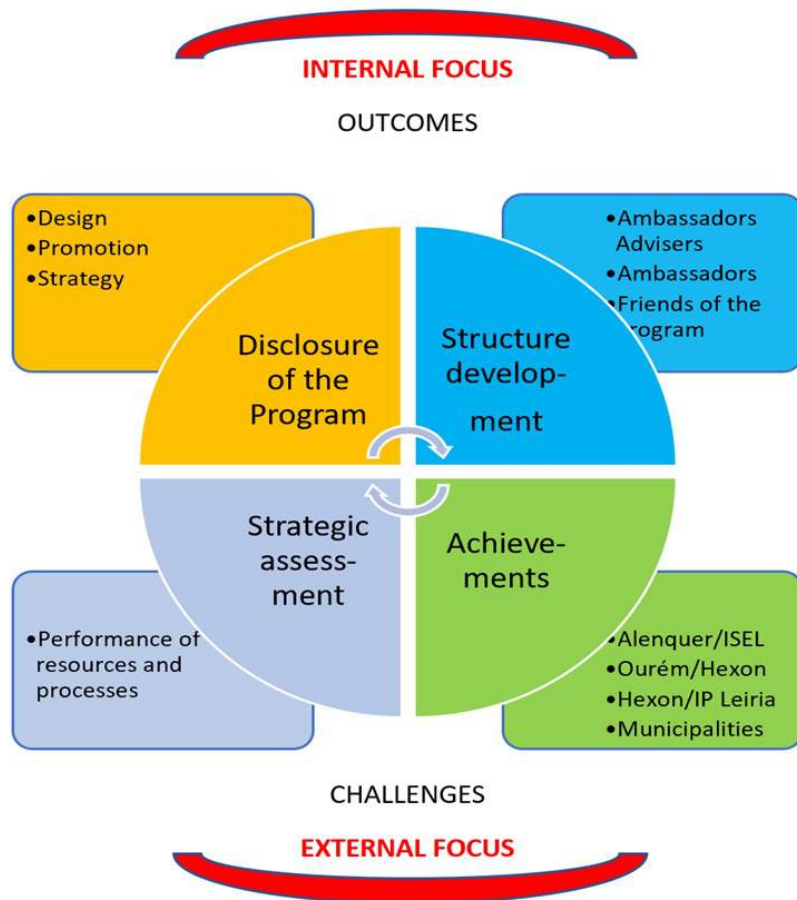 INTERNAL FOCUS
OUTCOMES
•Design
•Promotion
•Strategy
•Ambassadors
Advisers
•Ambassadors
•Friends of the
rogram
Disclosure
of the
Program
Structure
develop-
ment
Strategic
assess-
ment
Achieve-
ments
•Performance of
resources and
processes
•Alenquer/ISEL
•Ourém/Hexon
•Hexon/IP Leiria
•Municipalities
CHALLENGES
EXTERNAL FOCUS